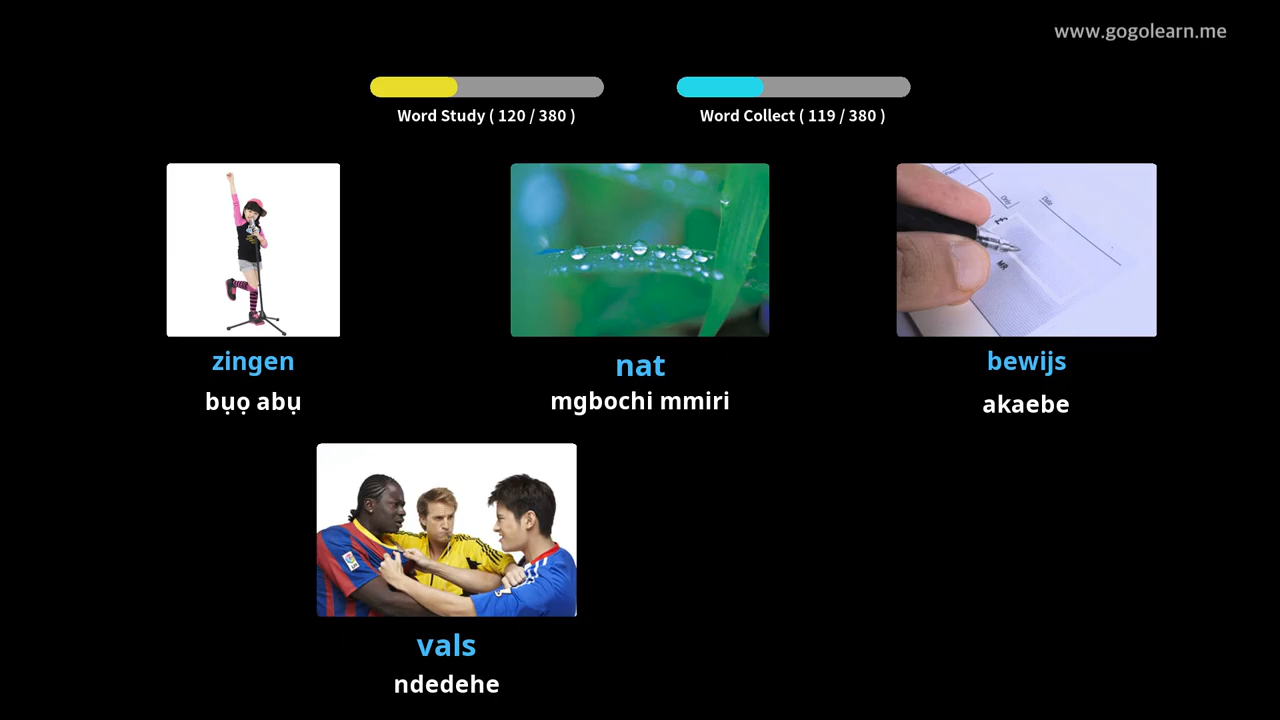 www.gogolearn.me
Word Study ( 120 / 380 )
Word Collect ( 119 / 380 )
zingen
bụọ abụ
nat
mgbochi mmiri
bewijs
akaebe
vals
ndedehe